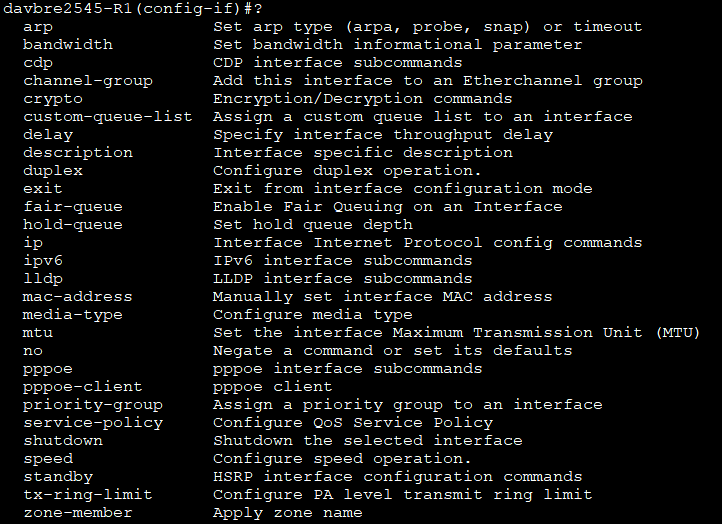 davbre2545-R1(config-if)#?
arp Set arp type (arpa, probe, snap) or timeout
bandwidth Set bandwidth informational parameter
cdp CDP interface subcommands
channel-group Add this interface to an Etherchannel group
crypto Encryption/Decryption commands
custom-queue-list Assign a custom queue list to an interface
delay Specify interface throughput delay
description Interface specific description
duplex Configure duplex operation.
exit Exit from interface configuration mode
fair-queue Enable Fair Queuing on an Interface
hold-queue Set hold queue depth
ip Interface Internet Protocol config commands
ipv6 IPv6 interface subcommands
lldp LLDP interface subcommands
mac-address Manually set interface MAC address
media-type Configure media type
mtu Set the interface Maximum Transmission Unit (MTU)
no Negate a command or set its defaults
pppoe pppoe interface subcommands
pppoe-client pppoe client
priority-group Assign a priority group to an interface
service-policy Configure QoS Service Policy
shutdown Shutdown the selected interface
speed Configure speed operation.
standby HSRP interface configuration commands
tx-ring-limit Configure PA level transmit ring limit
zone-member Apply zone name